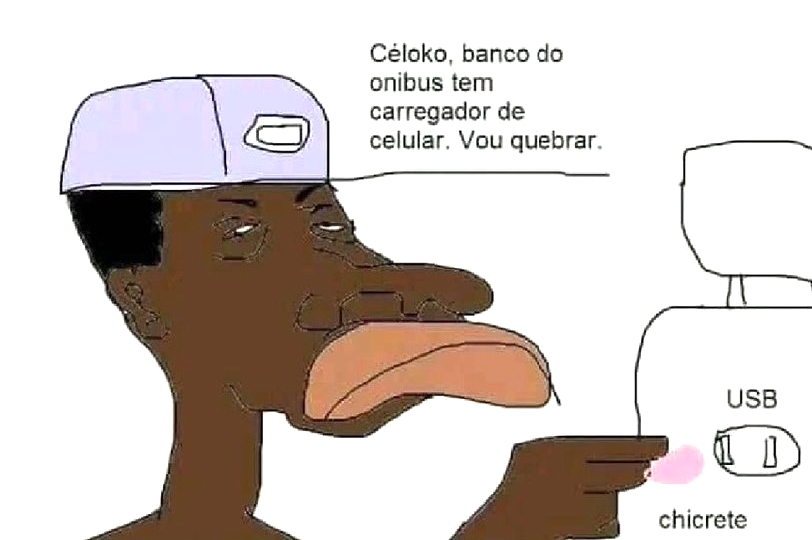 Céloko, banco do
onibus tem
carregador de
celular. Vou quebrar.
USB
chicrete